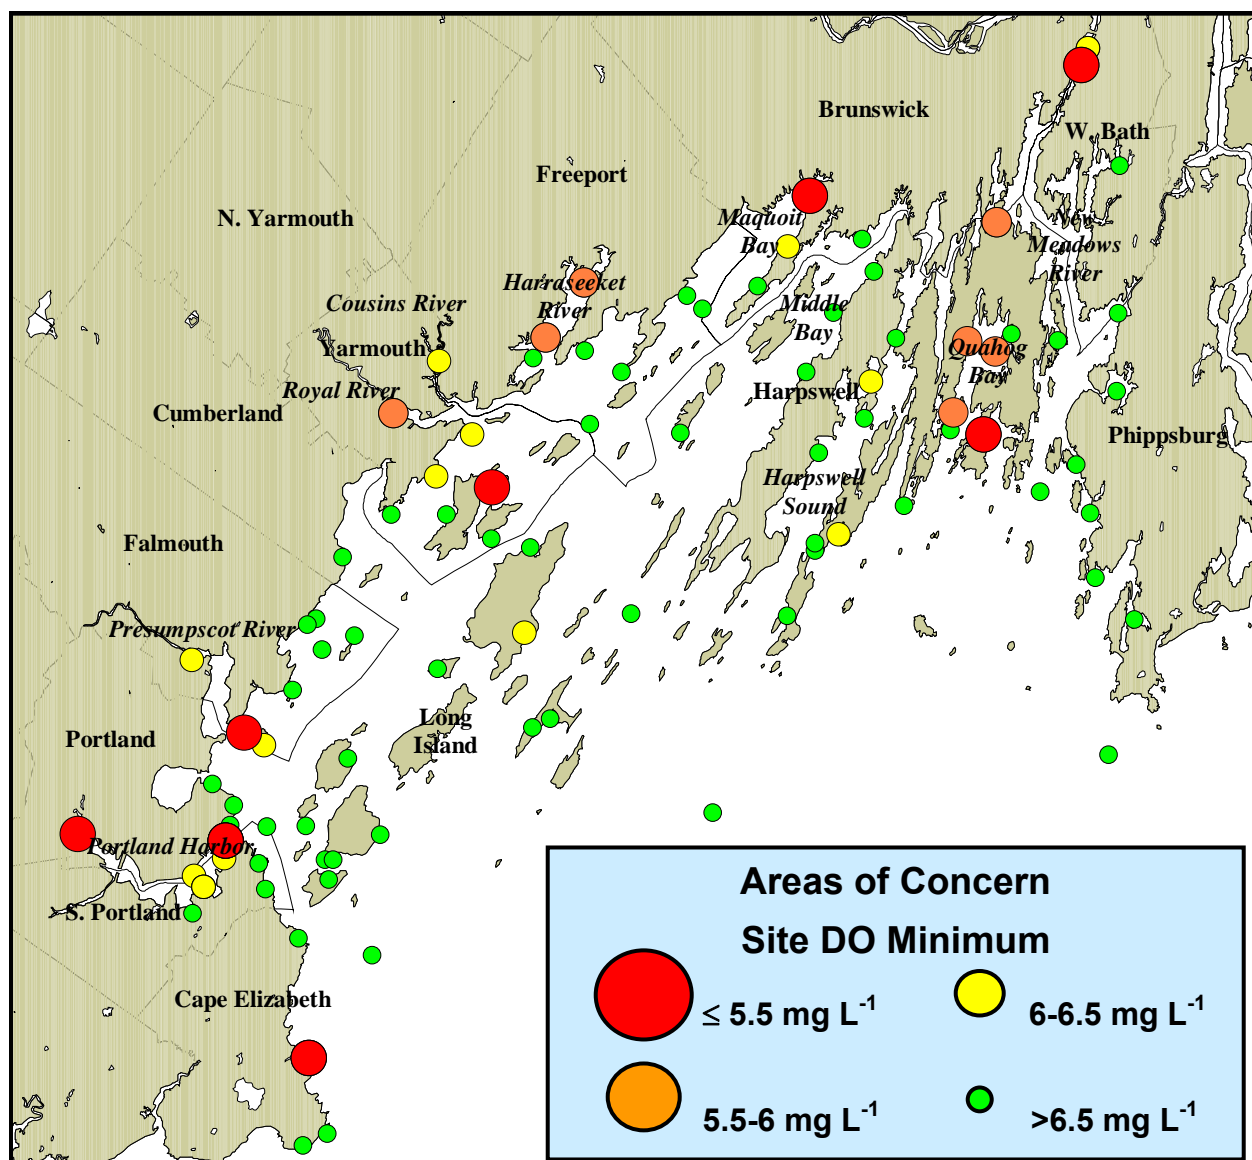 Brunswick
W. Bath
Freeport
N. Yarmouth
Maquoit
Bay
New
Meadows
River
Harraseeket
River
Cousins River
Middle
Bay
Yarmouth
Quahog
Bay
Royal River
Harpswell
Cumberland
Phippsburg
Harpswell
Sound
Falmouth
Presumpscot River
Long
Island
Portland
Portland Harbor
S. Portland
Cape Elizabeth
Areas of Concern
Site DO Minimum
≤ 5.5 mg L-1
6-6.5 mg L-1
5.5-6 mg L-1
>6.5 mg L-1